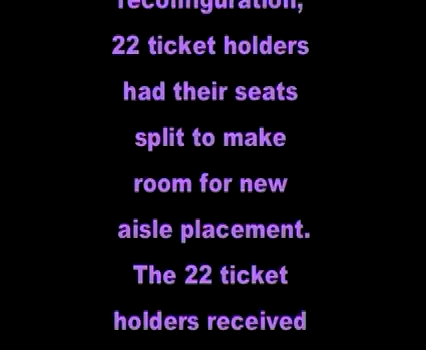 reconfiguration,
22 ticket holders
had their seats
split to make
room for new
aisle placement.
The 22 ticket
holders received